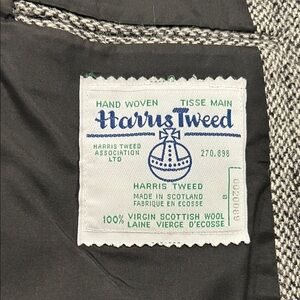 HAND WOVEN TISSE MAIN
Harris Tweed
HARRIS TWEED
ASSOCIATION
LTD
270,898
HARRIS TWEED
MADE IN SCOTLAND
FABRIQUE EN ECOSSE
100% VIRGIN SCOTTISH WOOL
LAINE VIERGE D'ECOSSE